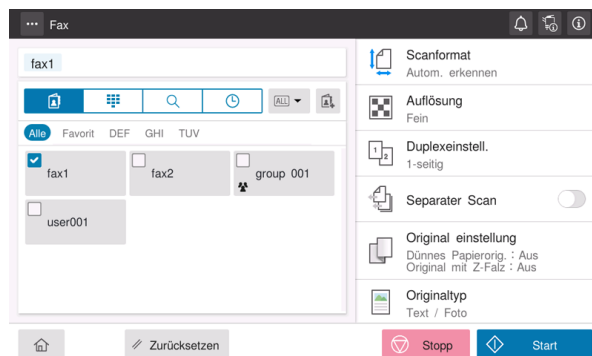 Fax
fax1
ALL
Alle Favorit DEF GHI TUV
fax1
fax2
group 001
user001
Scanformat
Autom. erkennen
Auflösung
Fein
1 2
Duplexeinstell.
1-seitig
Separater Scan
Original einstellung
Dünnes Papierorig. : Aus
Original mit Z-Falz : Aus
Originaltyp
Text / Foto
Zurücksetzen
Stopp
Start